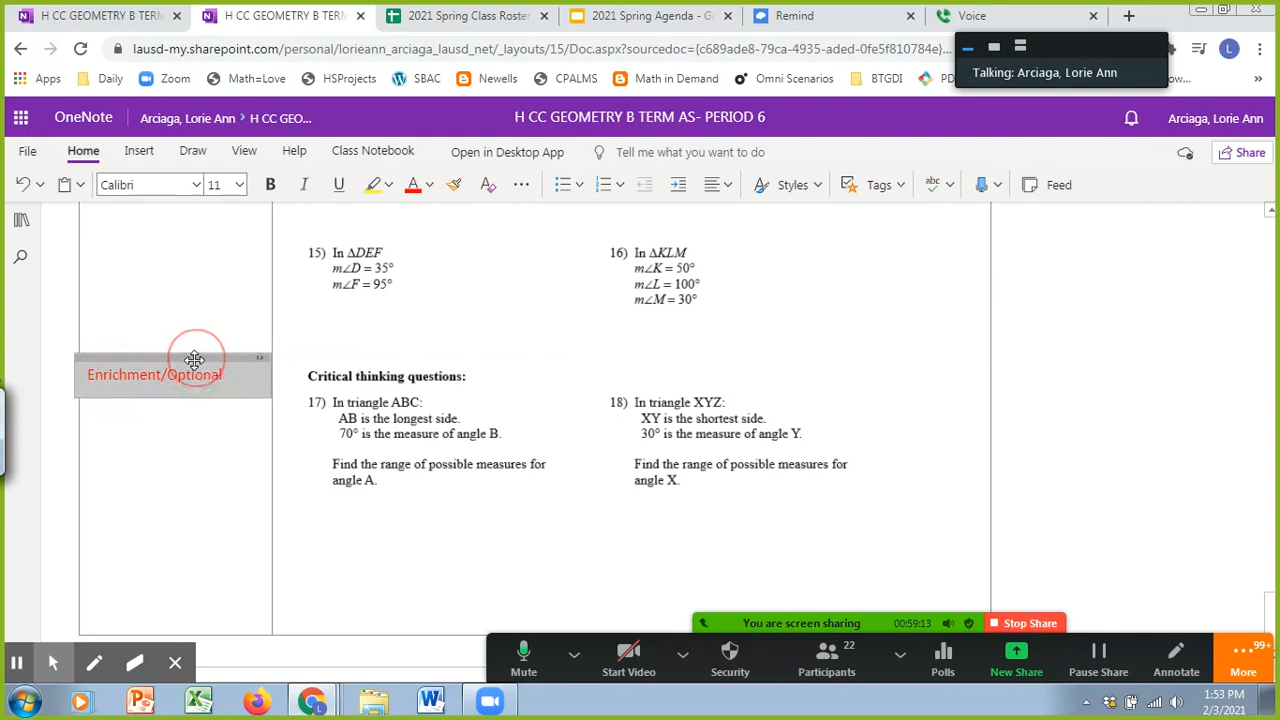 H CC GEOMETRY B TERM
H CC GEOMETRY B TERM A
2021 Spring Class Roster
2021 Spring Agenda - G
Remind
Voice
lausd-my.sharepoint.com/personal/lorieann_arciaga_lausd_net/_layouts/15/Doc.aspx?sourcedoc={c689ade8-79ca-4935-aded-0fe5f810784e}...
L
Talking: Arciaga, Lorie Ann
Apps
Daily
Zoom
Math=Love
HSProjects
SBAC
Newells
CPALMS
Math in Demand
Omni Scenarios
BTGDI
OneNote
Arciaga, Lorie Ann › H CC GEO...
H CC GEOMETRY B TERM AS- PERIOD 6
Arciaga, Lorie Ann
File
Home
Insert
Draw
View
Help
Class Notebook
Open in Desktop App
Tell me what you want to do
Share
Calibri
11
B
I
U
Styles
Tags
Feed
15) In ΔDEF
m∠D = 35°
m∠F = 95°
16) In ΔKLM
m∠K = 50°
m∠L = 100°
m∠M = 30°
Enrichment/Optional
Critical thinking questions:
17) In triangle ABC:
AB is the longest side.
70° is the measure of angle B.
Find the range of possible measures for
angle A.
18) In triangle XYZ:
XY is the shortest side.
30° is the measure of angle Y.
Find the range of possible measures for
angle X.
You are screen sharing
00:59:13
Stop Share
Mute
Start Video
Security
22
Participants
Polls
New Share
Pause Share
Annotate
99+
More
1:53 PM
2/3/2021